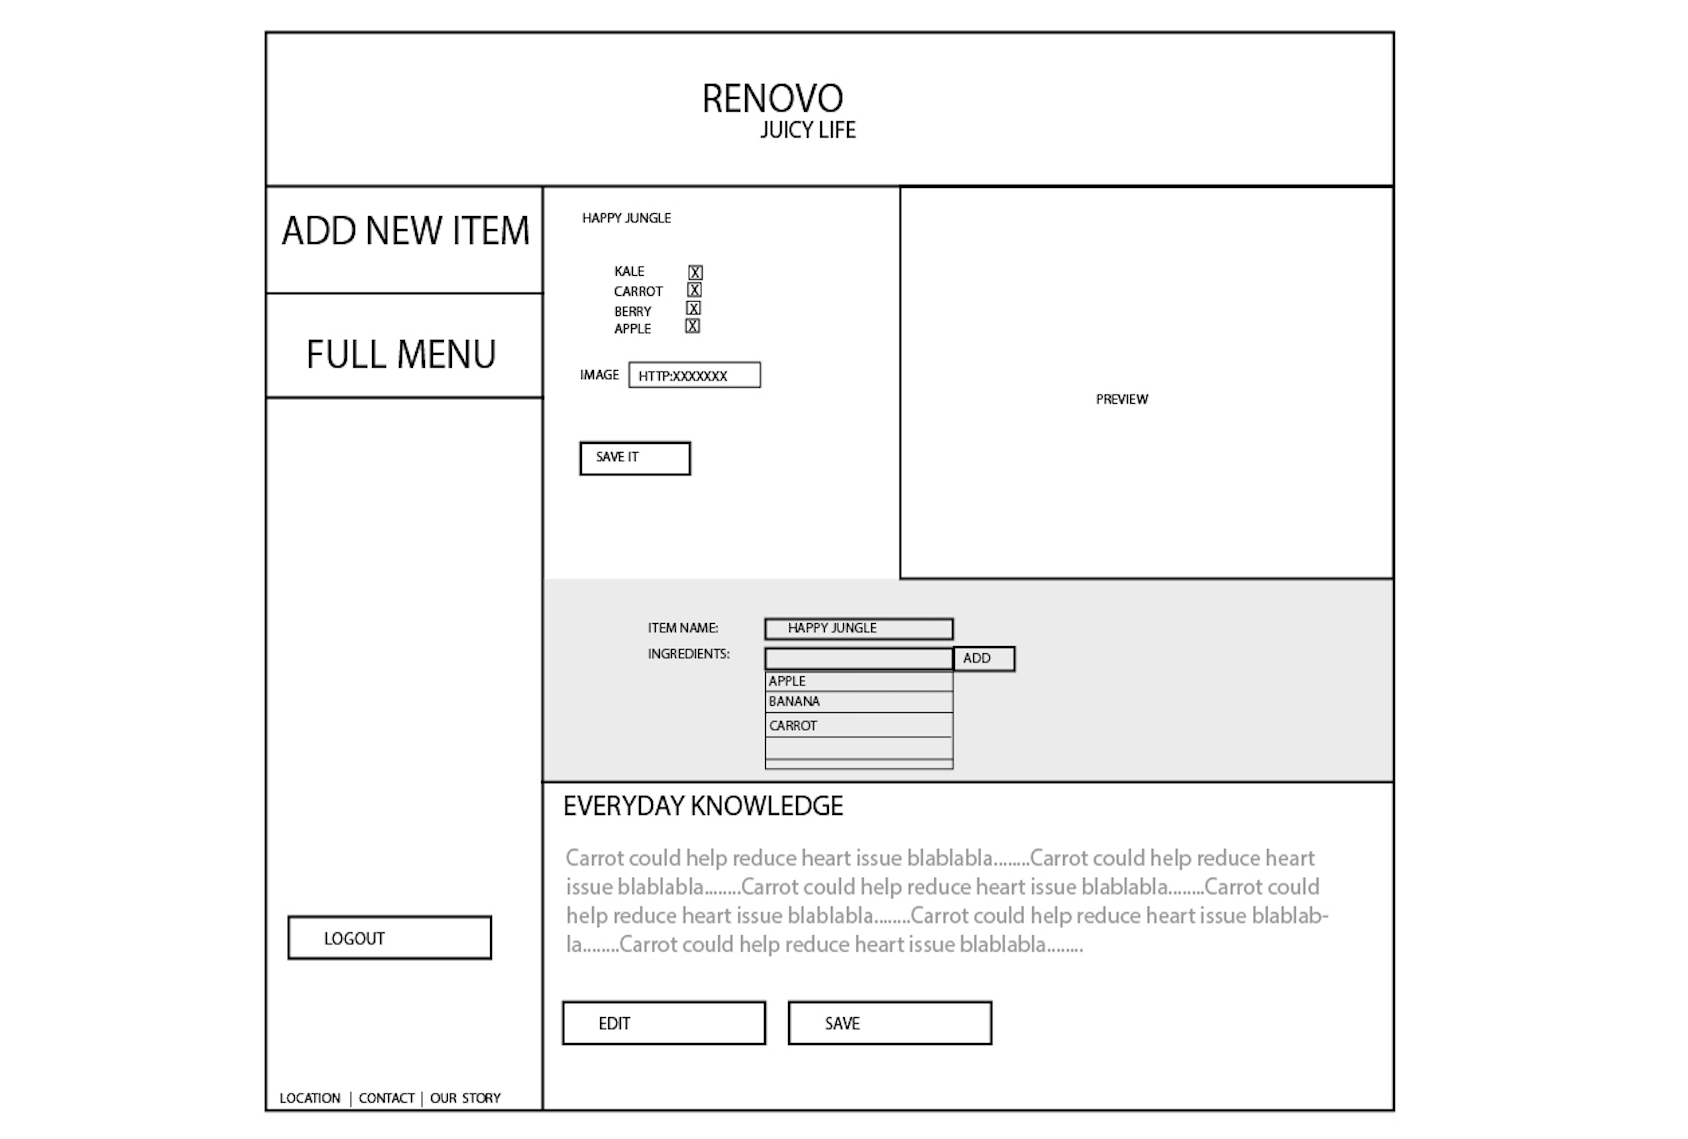 RENOVO
JUICY LIFE
ADD NEW ITEM
FULL MENU
LOGOUT
LOCATION | CONTACT | OUR STORY
HAPPY JUNGLE
KALE X
CARROT X
BERRY X
APPLE X
IMAGE HTTP:XXXXXXX
SAVE IT
PREVIEW
ITEM NAME: HAPPY JUNGLE
INGREDIENTS: ADD
APPLE
BANANA
CARROT
EVERYDAY KNOWLEDGE
Carrot could help reduce heart issue blablabla........Carrot could help reduce heart
issue blablabla........Carrot could help reduce heart issue blablabla........Carrot could
help reduce heart issue blablabla........Carrot could help reduce heart issue blablab-
la........Carrot could help reduce heart issue blablabla........
EDIT SAVE